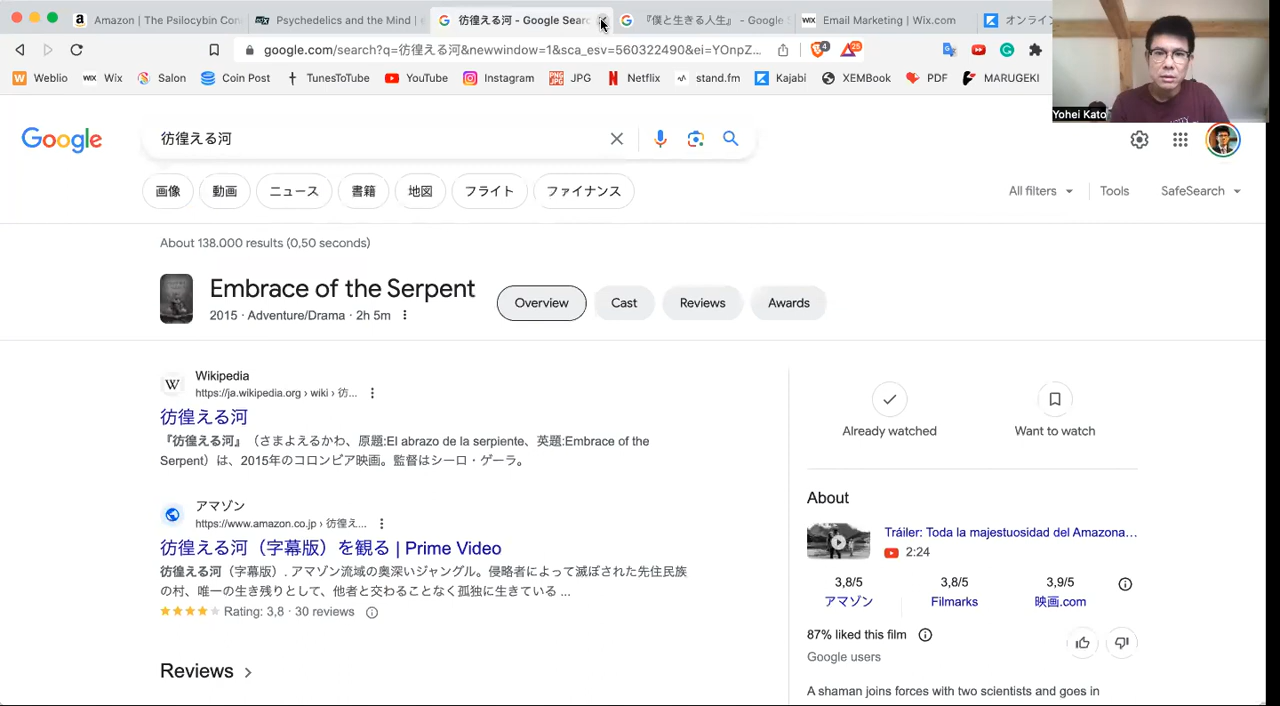 Amazon | The Psilocybin Con
Psychedelics and the Mind |
彷徨える河 - Google Sear
『僕と生きる人生』 - Google
WIX Email Marketing | Wix.com
オンライン
google.com/search?q=彷徨える河&newwindow=1&sca_esv=560322490&ei=YOnpZ...
4
25
W Weblio
WIX Wix
Salon
Coin Post
TunesToTube
YouTube
Instagram
JPG
Netflix
stand.fm
Kajabi
XEMBook
PDF
MARUGEKI
Yohei Kato
Google
彷徨える河
画像
動画
ニュース
書籍
地図
フライト
ファイナンス
All filters
Tools
SafeSearch
About 138.000 results (0,50 seconds)
Embrace of the Serpent
2015 · Adventure/Drama · 2h 5m
Overview
Cast
Reviews
Awards
W
Wikipedia
https://ja.wikipedia.org › wiki › 彷...
彷徨える河
『彷徨える河』（さまよえるかわ、原題:El abrazo de la serpiente、英題:Embrace of the
Serpent）は、2015年のコロンビア映画。監督はシーロ・ゲーラ。
アマゾン
https://www.amazon.co.jp › 彷徨え...
彷徨える河（字幕版）を観る | Prime Video
彷徨える河（字幕版）. アマゾン流域の奥深いジャングル。侵略者によって滅ぼされた先住民族
の村、唯一の生き残りとして、他者と交わることなく孤独に生きている ...
Rating: 3,8 · 30 reviews
Reviews
Already watched
Want to watch
About
Tráiler: Toda la majestuosidad del Amazona...
2:24
3,8/5
アマゾン
3,8/5
Filmarks
3,9/5
映画.com
87% liked this film
Google users
A shaman joins forces with two scientists and goes in